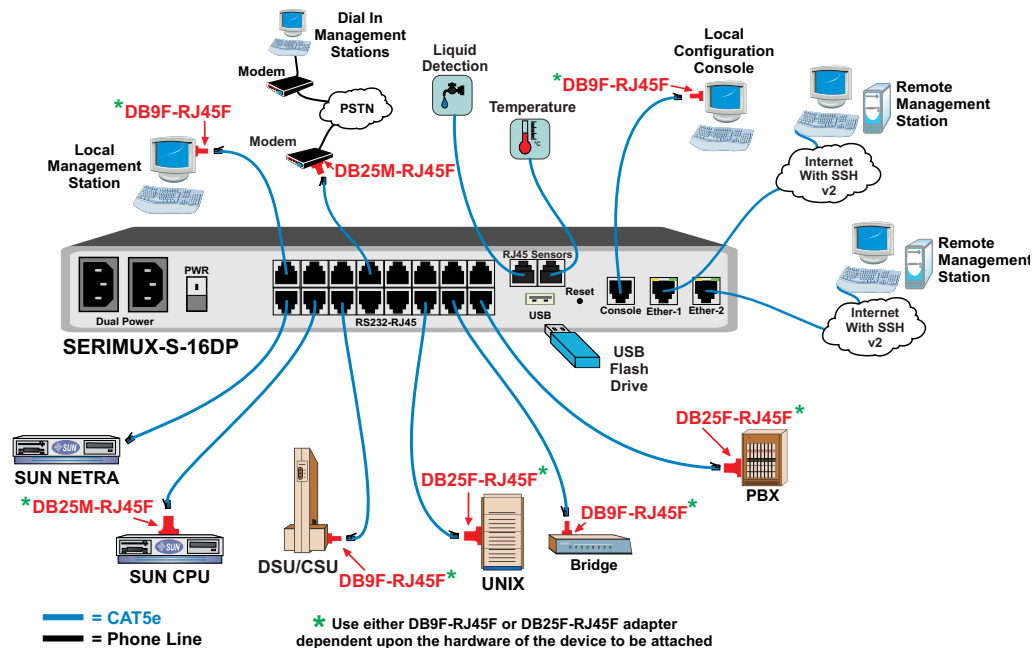 Dial In
Management
Stations
Modem
PSTN
Modem
*DB9F-RJ45F
Local
Management
Station
DB25M-RJ45F
Liquid
Detection
Temperature
°C
*DB9F-RJ45F
Local
Configuration
Console
Remote
Management
Station
Internet
With SSH
v2
Remote
Management
Station
Internet
With SSH
v2
PWR
Dual Power
RS232-RJ45
RJ45 Sensors
USB
Reset
Console
Ether-1
Ether-2
SERIMUX-S-16DP
USB
Flash
Drive
SUN
SUN NETRA
*DB25M-RJ45F
SUN
SUN CPU
DSU/CSU
DB9F-RJ45F*
DB25F-RJ45F*
UNIX
DB9F-RJ45F*
Bridge
DB25F-RJ45F*
PBX
= CAT5e
= Phone Line
* Use either DB9F-RJ45F or DB25F-RJ45F adapter
dependent upon the hardware of the device to be attached